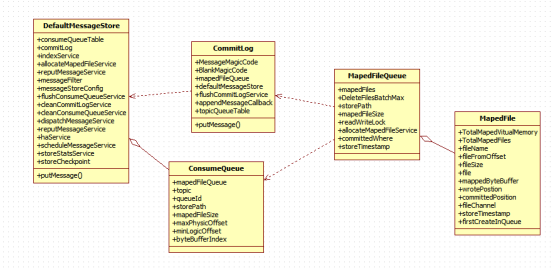 DefaultMessageStore
+consumeQueueTable
+commitLog
+indexService
+allocateMapedFileService
+reputMessageService
+messageFilter
+messageStoreConfig
+flushConsumeQueueService
+cleanCommitLogService
+cleanConsumeQueueService
+dispatchMessageService
+reputMessageService
+haService
+scheduleMessageService
+storeStatsService
+storeCheckpoint
+putMessage()
CommitLog
+MessageMagicCode
+BlankMagicCode
+mapedFileQueue
+defaultMessageStore
+flushCommitLogService
+appendMessageCallback
+topicQueueTable
+putMessage()
ConsumeQueue
+mapedFileQueue
+topic
+queueId
+storePath
+mapedFileSize
+maxPhysicOffset
+minLogicOffset
+byteBufferIndex
MapedFileQueue
+mapedFiles
+DeleteFilesBatchMax
+storePath
+mapedFileSize
+readWriteLock
+allocateMapedFileService
+committedWhere
+storeTimestamp
MapedFile
+TotalMapedVitualMemory
+TotalMapedFiles
+fileName
+fileFromOffset
+fileSize
+file
+mappedByteBuffer
+wrotePostion
+committedPosition
+fileChannel
+storeTimestamp
+firstCreateInQueue